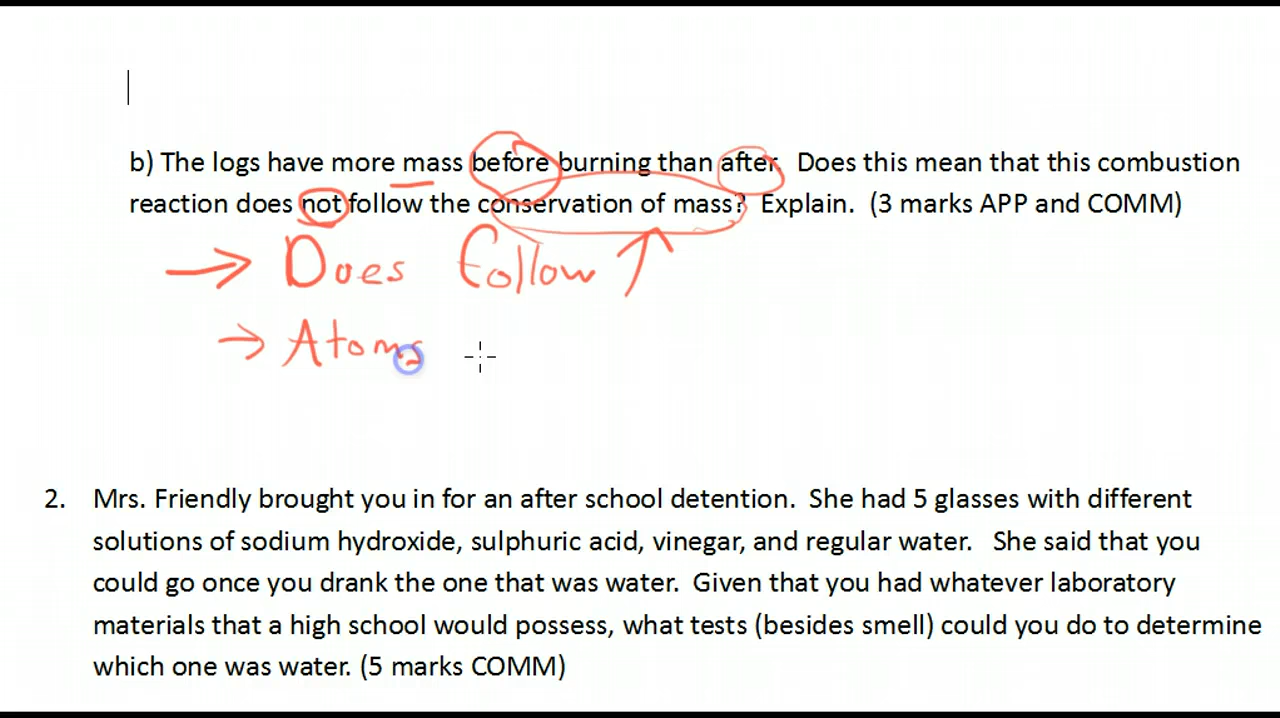 b) The logs have more mass before burning than after. Does this mean that this combustion
reaction does not follow the conservation of mass? Explain. (3 marks APP and COMM)
→ Does follow ↑
→ Atoms
2. Mrs. Friendly brought you in for an after school detention. She had 5 glasses with different
solutions of sodium hydroxide, sulphuric acid, vinegar, and regular water. She said that you
could go once you drank the one that was water. Given that you had whatever laboratory
materials that a high school would possess, what tests (besides smell) could you do to determine
which one was water. (5 marks COMM)